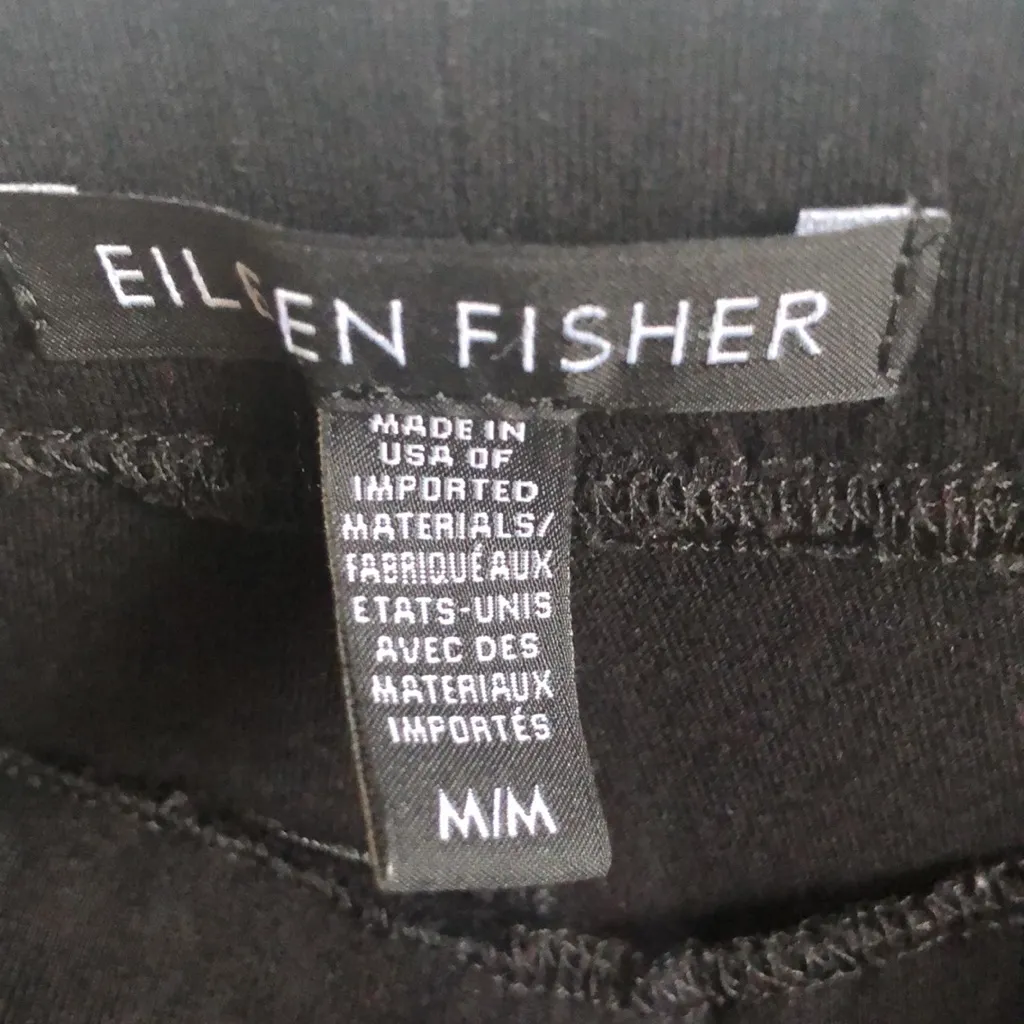 EILEEN FISHER
MADE IN
USA OF
IMPORTED
MATERIALS/
FABRIQUÉAUX
ETATS-UNIS
AVEC DES
MATERIAUX
IMPORTÉS
M/M